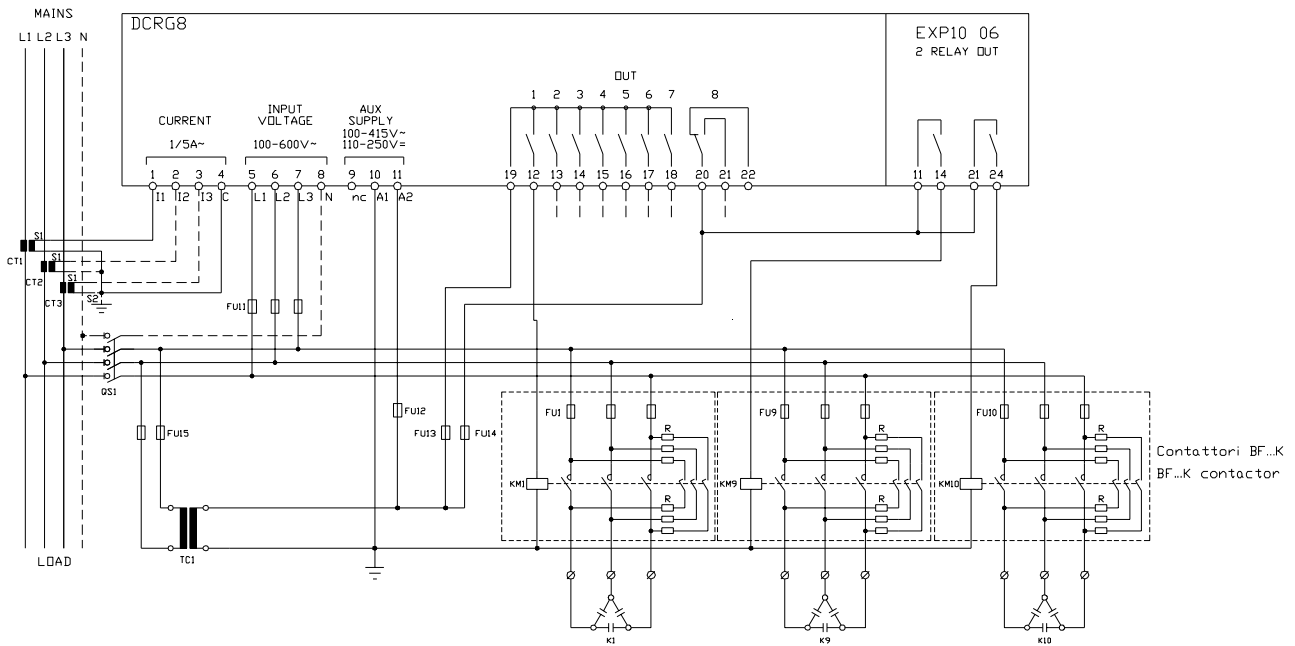 MAINS
L1 L2 L3 N
DCRG8
EXP10 06
2 RELAY OUT
OUT
1 2 3 4 5 6 7 8
CURRENT
1/5A~
INPUT
VOLTAGE
100-600V~
AUX
SUPPLY
100-415V~
110-250V=
1 2 3 4 5 6 7 8 9 10 11 19 12 13 14 15 16 17 18 20 21 22 11 14 21 24
I1 I2 I3 C L1 L2 L3 N nc A1 A2
S1
CT1
S1
CT2
S1
CT3
S2
FU11
QS1
FU12
FU13
FU14
FU15
FU1
FU9
FU10
R
R
R
KM1
KM9
KM10
R
R
R
Contattori BF...K
BF...K contactor
TC1
LOAD
K1
K9
K10